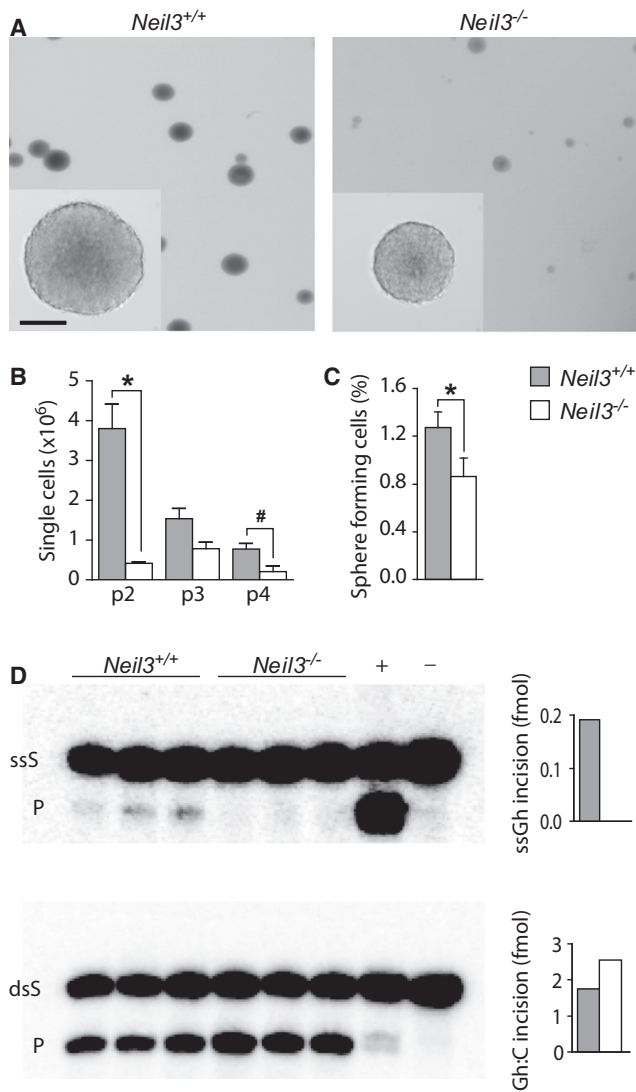 A
Neil3+/+ Neil3-/-
B
Single cells (x10⁶)
5
4
3
2
1
0
*
#
p2 p3 p4
C
Sphere forming cells (%)
1.6
1.2
0.8
0.4
0.0
*
Neil3+/+
Neil3-/-
D
Neil3+/+ Neil3-/- + −
ssS
P
ssGh incision (fmol)
0.2
0.1
0.0
dsS
P
Gh:C incision (fmol)
3
2
1
0